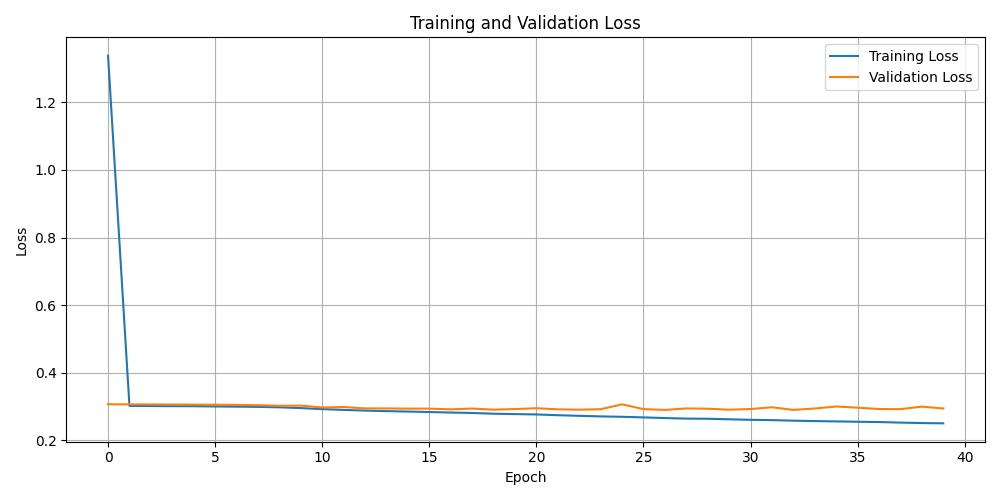 Training and Validation Loss
Training Loss
Validation Loss
Loss
1.2
1.0
0.8
0.6
0.4
0.2
0 5 10 15 20 25 30 35 40
Epoch